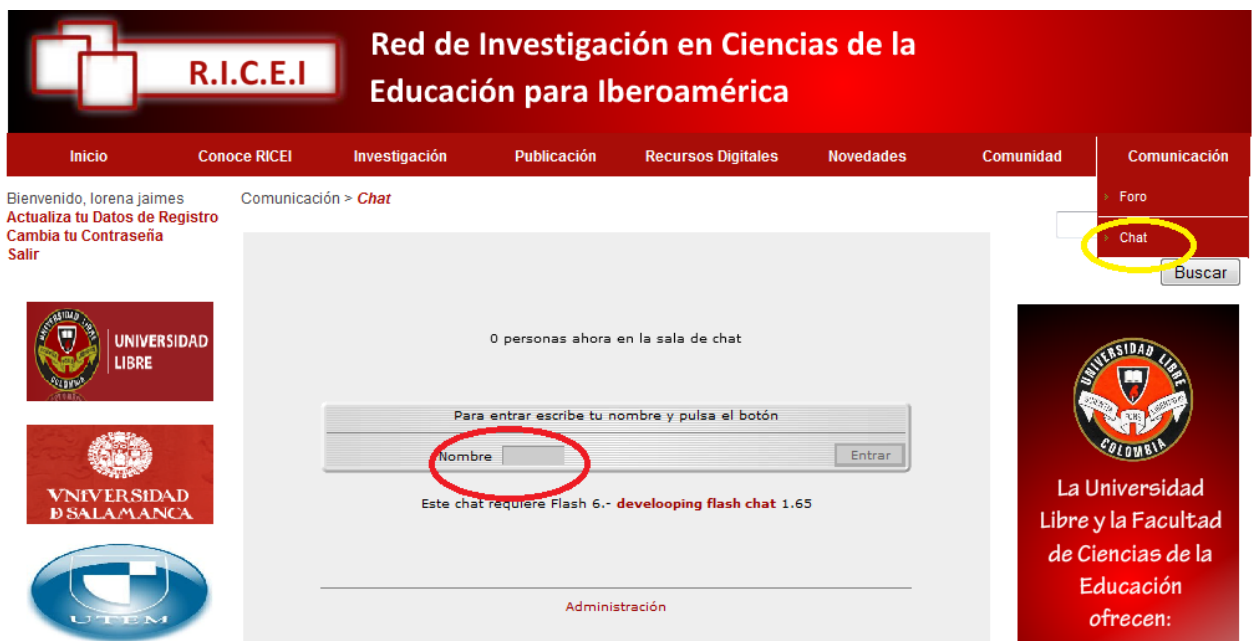 R.I.C.E.I
Red de Investigación en Ciencias de la
Educación para Iberoamérica
Inicio Conoce RICEI Investigación Publicación Recursos Digitales Novedades Comunidad Comunicación
Foro
Chat
Bienvenido, lorena jaimes
Actualiza tu Datos de Registro
Cambia tu Contraseña
Salir
Comunicación > Chat
Buscar
UNIVERSIDAD
LIBRE
VNIVERSIDAD
D SALAMANCA
UTEM
0 personas ahora en la sala de chat
Para entrar escribe tu nombre y pulsa el botón
Nombre
Entrar
Este chat requiere Flash 6.- develooping flash chat 1.65
Administración
UNIVERSIDAD LIBRE
COLOMBIA
La Universidad
Libre y la Facultad
de Ciencias de la
Educación
ofrecen: